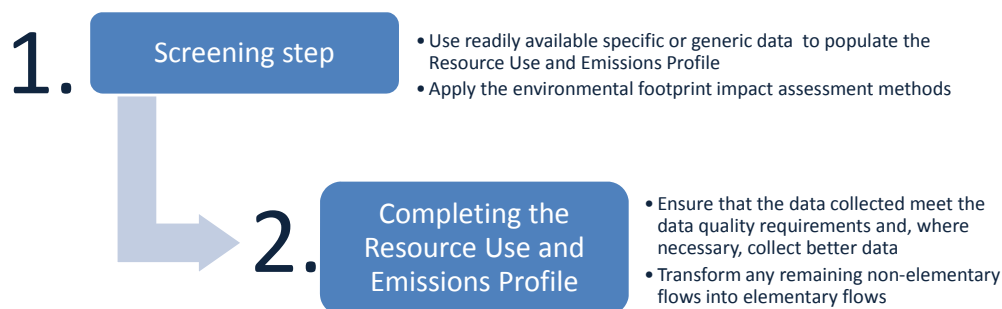 1.
Screening step
• Use readily available specific or generic data to populate the
Resource Use and Emissions Profile
• Apply the environmental footprint impact assessment methods
2.
Completing the
Resource Use and
Emissions Profile
• Ensure that the data collected meet the
data quality requirements and, where
necessary, collect better data
• Transform any remaining non-elementary
flows into elementary flows